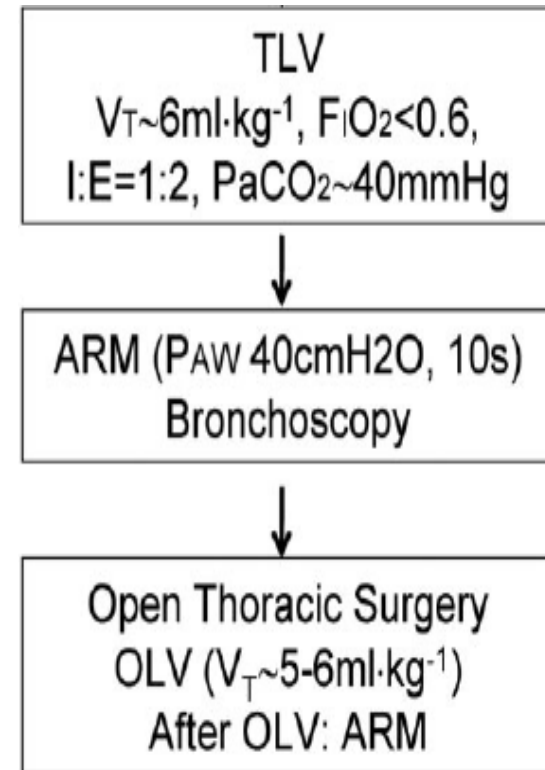 TLV
VT~6ml·kg⁻¹, FIO₂<0.6,
I:E=1:2, PaCO₂~40mmHg
ARM (PAW 40cmH2O, 10s)
Bronchoscopy
Open Thoracic Surgery
OLV (VT~5-6ml·kg⁻¹)
After OLV: ARM